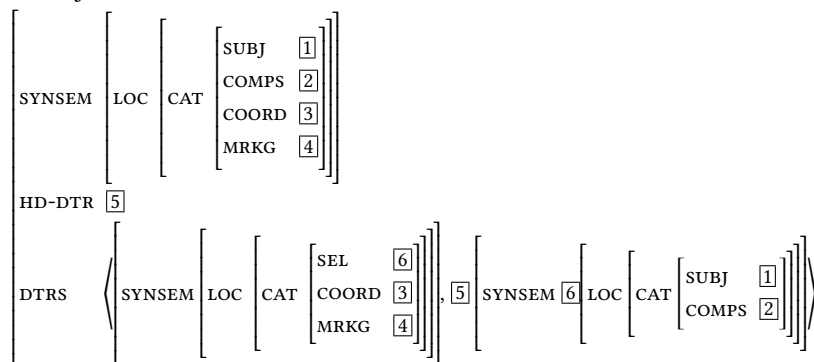 SUBJ 1
COMPS 2
SYNSEM LOC CAT
COORD 3
MRKG 4
HD-DTR 5
SEL 6
DTRS SYNSEM LOC CAT COORD 3 , 5 SYNSEM 6 LOC CAT SUBJ 1
MRKG 4 COMPS 2